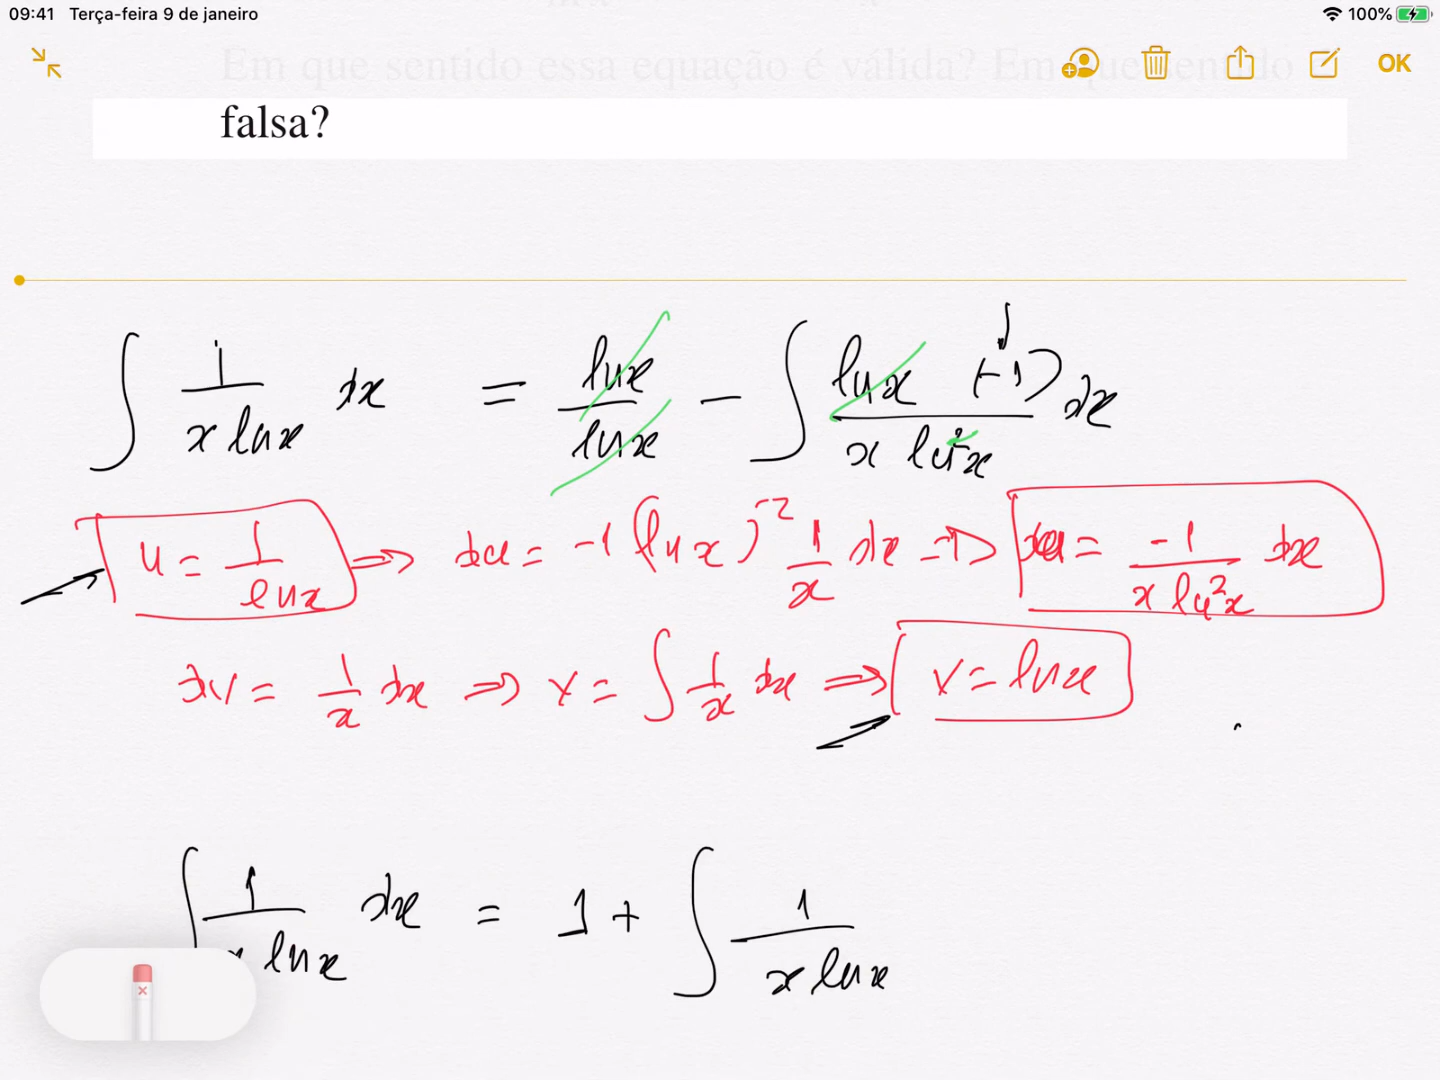 09:41 Terça-feira 9 de janeiro 100%
Em que sentido essa equação é válida? Em que sentido
OK
falsa?
∫ 1/(x ln x) dx = ln x/ln x - ∫ ln x (-1)/(x ln²x) dx
u = 1/ln x ⇒ du = -1 (ln x)^-2 1/x dx ⇒ du = -1/(x ln²x) dx
dv = 1/x dx ⇒ v = ∫ 1/x dx ⇒ v = ln x
∫ 1/(x ln x) dx = 1 + ∫ 1/(x ln x)